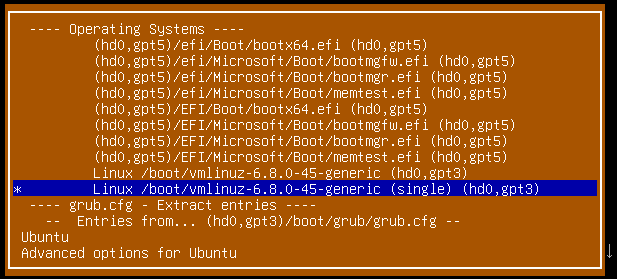 ---- Operating Systems ----
(hd0,gpt5)/efi/Boot/bootx64.efi (hd0,gpt5)
(hd0,gpt5)/efi/Microsoft/Boot/bootmgfw.efi (hd0,gpt5)
(hd0,gpt5)/efi/Microsoft/Boot/bootmgr.efi (hd0,gpt5)
(hd0,gpt5)/efi/Microsoft/Boot/memtest.efi (hd0,gpt5)
(hd0,gpt5)/EFI/Boot/bootx64.efi (hd0,gpt5)
(hd0,gpt5)/EFI/Microsoft/Boot/bootmgfw.efi (hd0,gpt5)
(hd0,gpt5)/EFI/Microsoft/Boot/bootmgr.efi (hd0,gpt5)
(hd0,gpt5)/EFI/Microsoft/Boot/memtest.efi (hd0,gpt5)
Linux /boot/vmlinuz-6.8.0-45-generic (hd0,gpt3)
* Linux /boot/vmlinuz-6.8.0-45-generic (single) (hd0,gpt3)
---- grub.cfg - Extract entries ----
-- Entries from... (hd0,gpt3)/boot/grub/grub.cfg --
Ubuntu
Advanced options for Ubuntu ↓